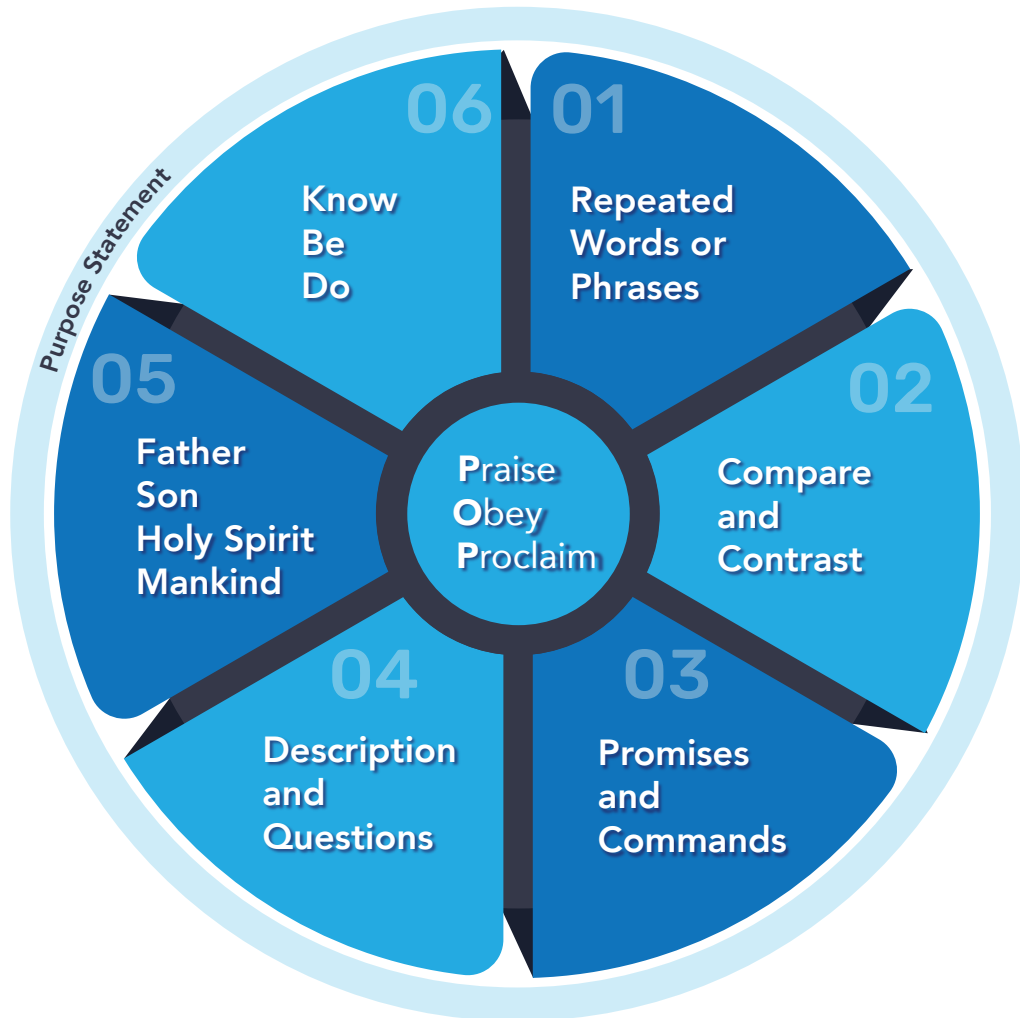 Purpose Statement
01
Repeated
Words or
Phrases
02
Compare
and
Contrast
03
Promises
and
Commands
04
Description
and
Questions
05
Father
Son
Holy Spirit
Mankind
06
Know
Be
Do
Praise
Obey
Proclaim